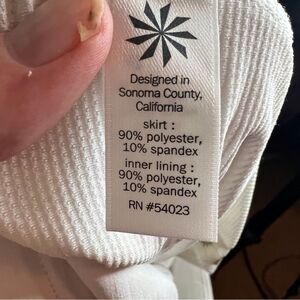 Designed in
Sonoma County,
California
skirt :
90% polyester,
10% spandex
inner lining :
90% polyester,
10% spandex
RN #54023